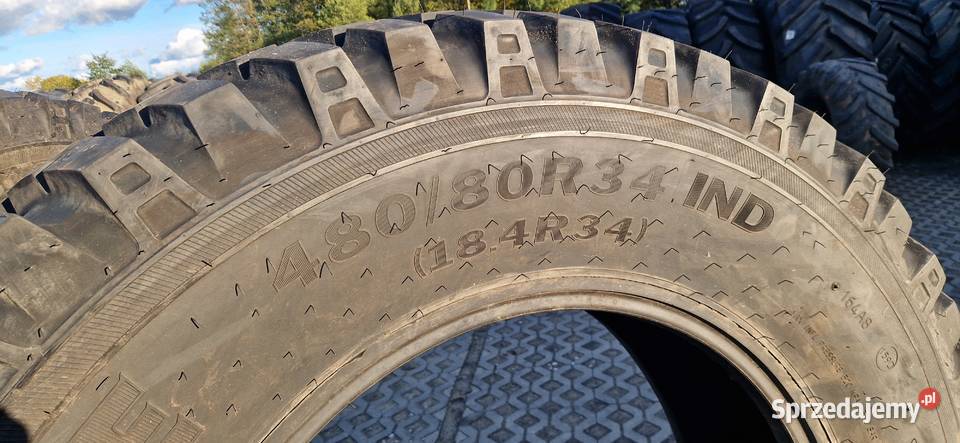 480/80R34 IND
(18.4R34)
164A8
Sprzedajemy.pl